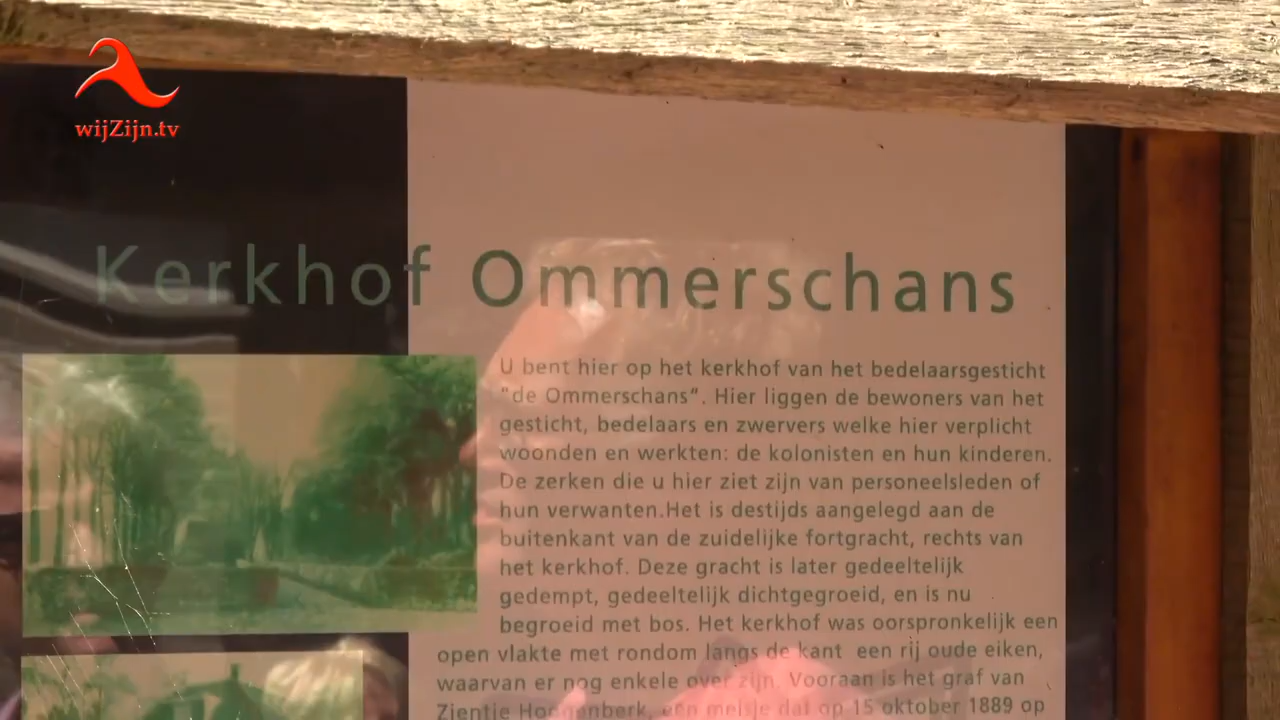 wijZijn.tv
Kerkhof Ommerschans
U bent hier op het kerkhof van het bedelaarsgesticht
"de Ommerschans". Hier liggen de bewoners van het
gesticht, bedelaars en zwervers welke hier verplicht
woonden en werkten: de kolonisten en hun kinderen.
De zerken die u hier ziet zijn van personeelsleden of
hun verwanten.Het is destijds aangelegd aan de
buitenkant van de zuidelijke fortgracht, rechts van
het kerkhof. Deze gracht is later gedeeltelijk
gedempt, gedeeltelijk dichtgegroeid, en is nu
begroeid met bos. Het kerkhof was oorspronkelijk een
open vlakte met rondom langs de kant een rij oude eiken,
waarvan er nog enkele over zijn. Vooraan is het graf van
Zientje Hoogenberk, een meisje dat op 15 oktober 1889 op